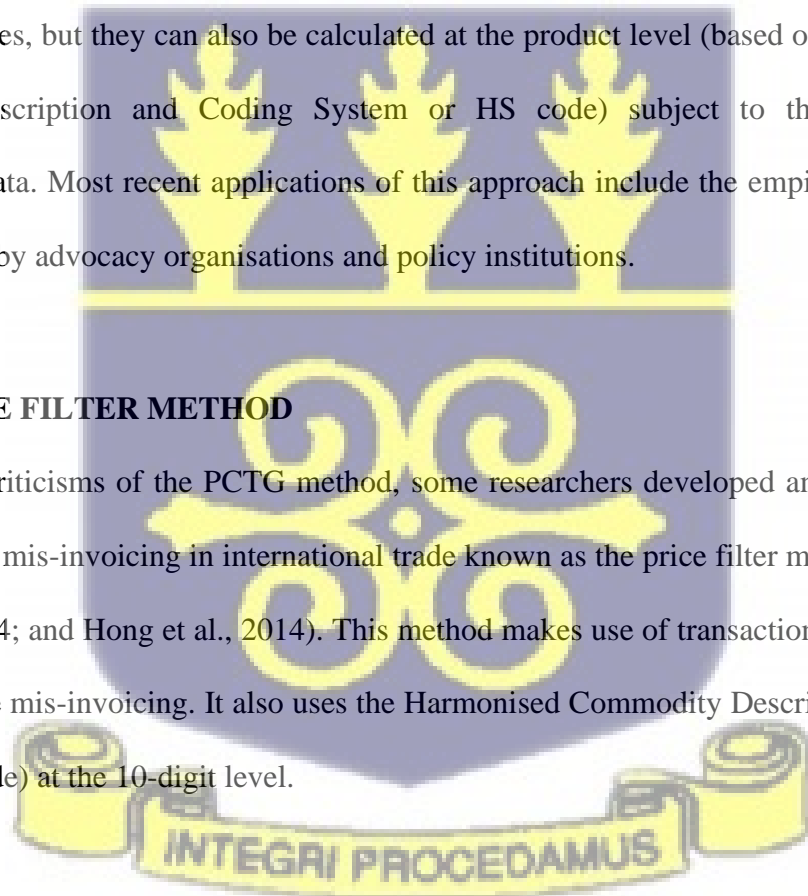 es, but they can also be calculated at the product level (based o
scription and Coding System or HS code) subject to th
ata. Most recent applications of this approach include the empi
by advocacy organisations and policy institutions.
E FILTER METHOD
riticisms of the PCTG method, some researchers developed an
mis-invoicing in international trade known as the price filter m
4; and Hong et al., 2014). This method makes use of transaction
e mis-invoicing. It also uses the Harmonised Commodity Descri
de) at the 10-digit level.
INTEGRI PROCEDAMUS